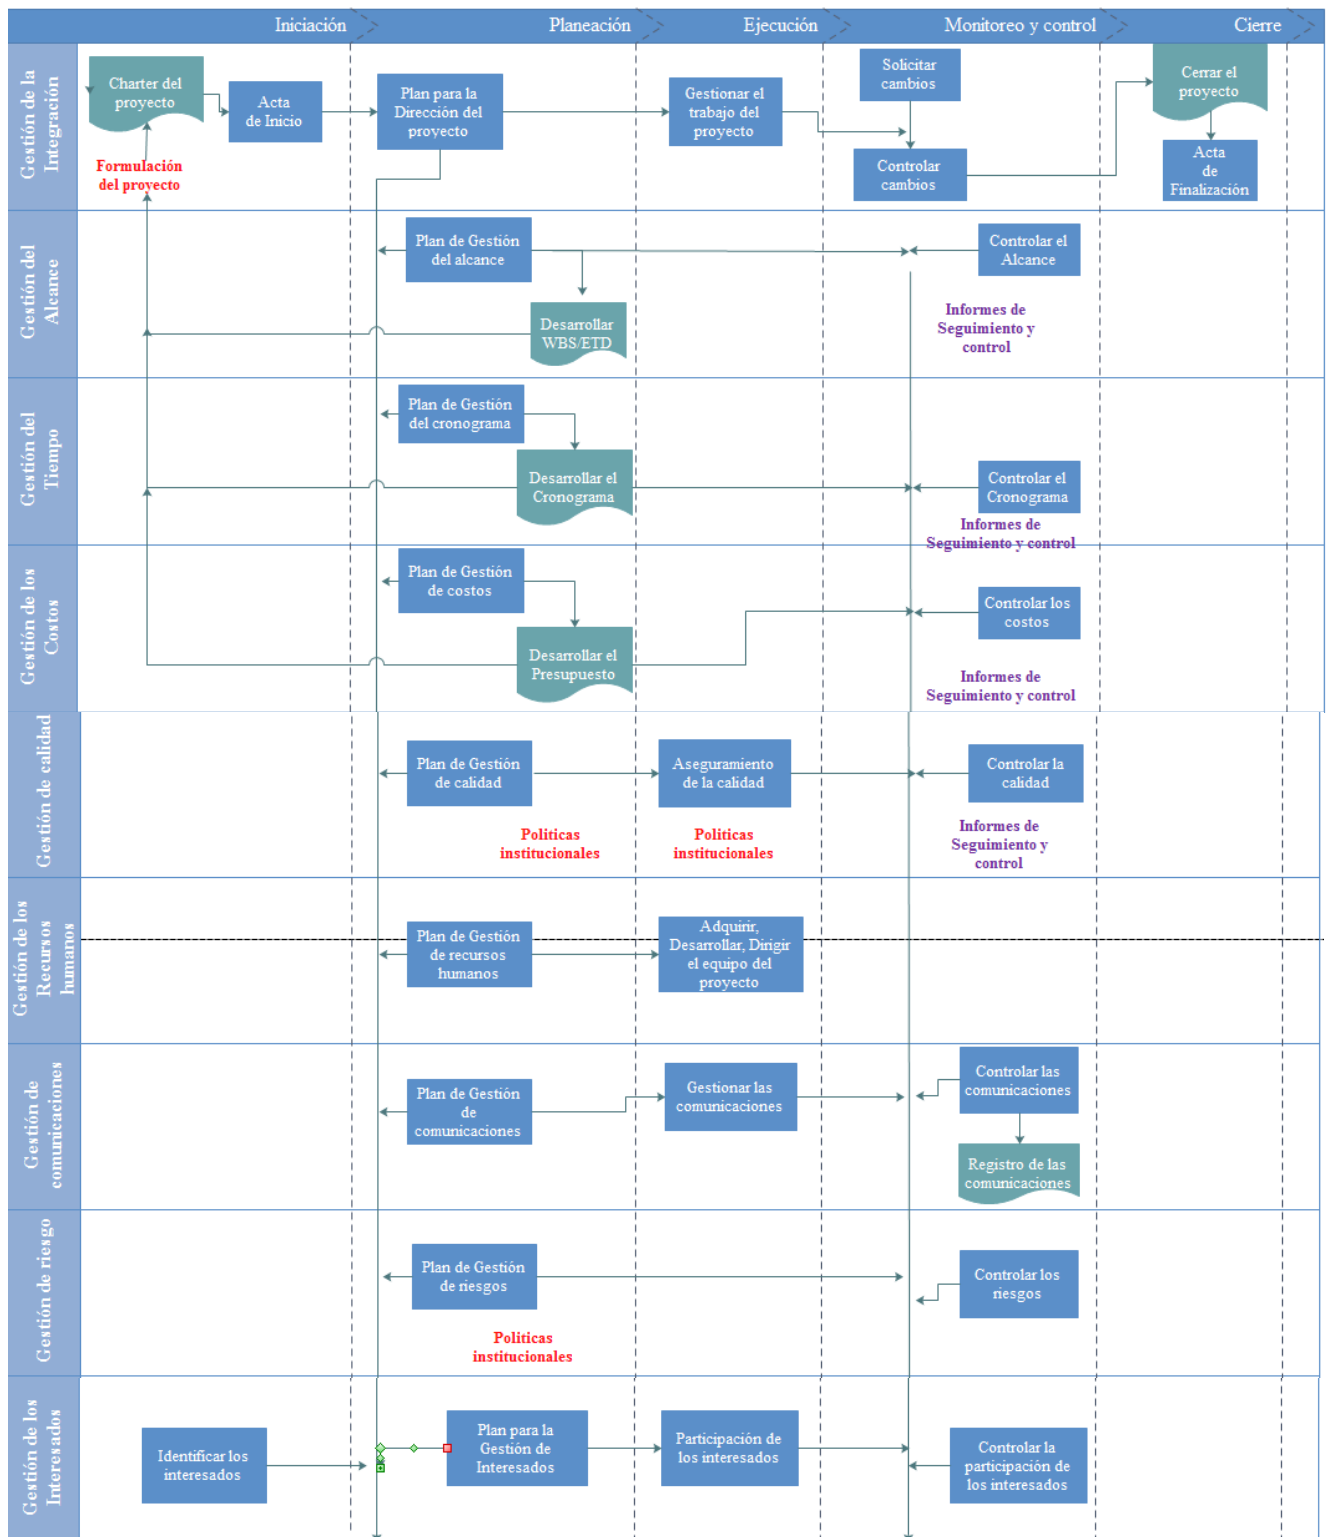 Iniciación
Planeación
Ejecución
Monitoreo y control
Cierre
Gestión de la
Integración
Charter del
proyecto
Acta
de Inicio
Plan para la
Dirección del
proyecto
Gestionar el
trabajo del
proyecto
Solicitar
cambios
Controlar
cambios
Cerrar el
proyecto
Acta
de
Finalización
Formulación
del proyecto
Gestión del
Alcance
Plan de Gestión
del alcance
Desarrollar
WBS/ETD
Controlar el
Alcance
Informes de
Seguimiento y
control
Gestión del
Tiempo
Plan de Gestión
del cronograma
Desarrollar el
Cronograma
Controlar el
Cronograma
Informes de
Seguimiento y control
Gestión de los
Costos
Plan de Gestión
de costos
Desarrollar el
Presupuesto
Controlar los
costos
Informes de
Seguimiento y control
Gestión de calidad
Plan de Gestión
de calidad
Aseguramiento
de la calidad
Controlar la
calidad
Politicas
institucionales
Politicas
institucionales
Informes de
Seguimiento y
control
Gestión de los
Recursos
humanos
Plan de Gestión
de recursos
humanos
Adquirir,
Desarrollar, Dirigir
el equipo del
proyecto
Gestión de
comunicaciones
Plan de Gestión
de
comunicaciones
Gestionar las
comunicaciones
Controlar las
comunicaciones
Registro de las
comunicaciones
Gestión de riesgo
Plan de Gestión
de riesgos
Controlar los
riesgos
Politicas
institucionales
Gestión de los
Interesados
Identificar los
interesados
Plan para la
Gestión de
Interesados
Participación de
los interesados
Controlar la
participación de
los interesados